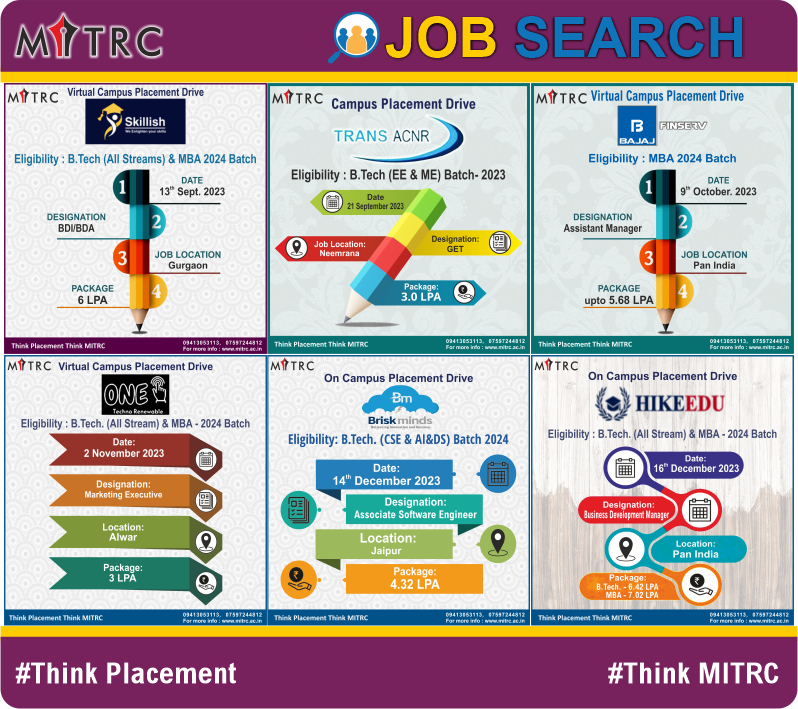 MITRC
JOB SEARCH
MITRC
Virtual Campus Placement Drive
Skillish
We Enlighten your skills
Eligibility : B.Tech (All Streams) & MBA 2024 Batch
1
DATE
13th Sept. 2023
DESIGNATION
BDI/BDA
2
3
JOB LOCATION
Gurgaon
PACKAGE
6 LPA
4
Think Placement Think MITRC
09413053113, 07597244812
For more info : www.mitrc.ac.in
MITRC
Campus Placement Drive
TRANS ACNR
Eligibility : B.Tech (EE & ME) Batch- 2023
Date
21 September 2023
Designation:
GET
Job Location:
Neemrana
Package:
3.0 LPA
Think Placement Think MITRC
09413053113, 07597244812
For more info : www.mitrc.ac.in
MITRC
Virtual Campus Placement Drive
B
BAJAJ
FINSERV
Eligibility : MBA 2024 Batch
1
DATE
9th October. 2023
DESIGNATION
Assistant Manager
2
3
JOB LOCATION
Pan India
PACKAGE
upto 5.68 LPA
4
Think Placement Think MITRC
09413053113, 07597244812
For more info : www.mitrc.ac.in
MITRC
Virtual Campus Placement Drive
ONE
Techno Renewable
Eligibility : B.Tech. (All Stream) & MBA - 2024 Batch
Date:
2 November 2023
Designation:
Marketing Executive
Location:
Alwar
Package:
3 LPA
Think Placement Think MITRC
09413053113, 07597244812
For more info : www.mitrc.ac.in
MITRC
On Campus Placement Drive
Bm
Briskminds
Eligibility: B.Tech. (CSE & AI&DS) Batch 2024
Date:
14th December 2023
Designation:
Associate Software Engineer
Location:
Jaipur
Package:
4.32 LPA
Think Placement Think MITRC
09413053113, 07597244812
For more info : www.mitrc.ac.in
MITRC
On Campus Placement Drive
HIKEEDU
Eligibility : B.Tech. (All Stream) & MBA - 2024 Batch
Date:
16th December 2023
Designation:
Business Development Manager
Location:
Pan India
Package:
B.Tech. - 6.42 LPA
MBA - 7.02 LPA
Think Placement Think MITRC
09413053113, 07597244812
For more info : www.mitrc.ac.in
#Think Placement
#Think MITRC